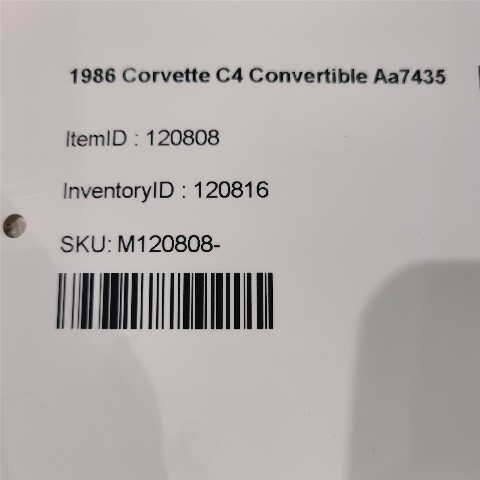 1986 Corvette C4 Convertible Aa7435
ItemID : 120808
InventoryID : 120816
SKU: M120808-